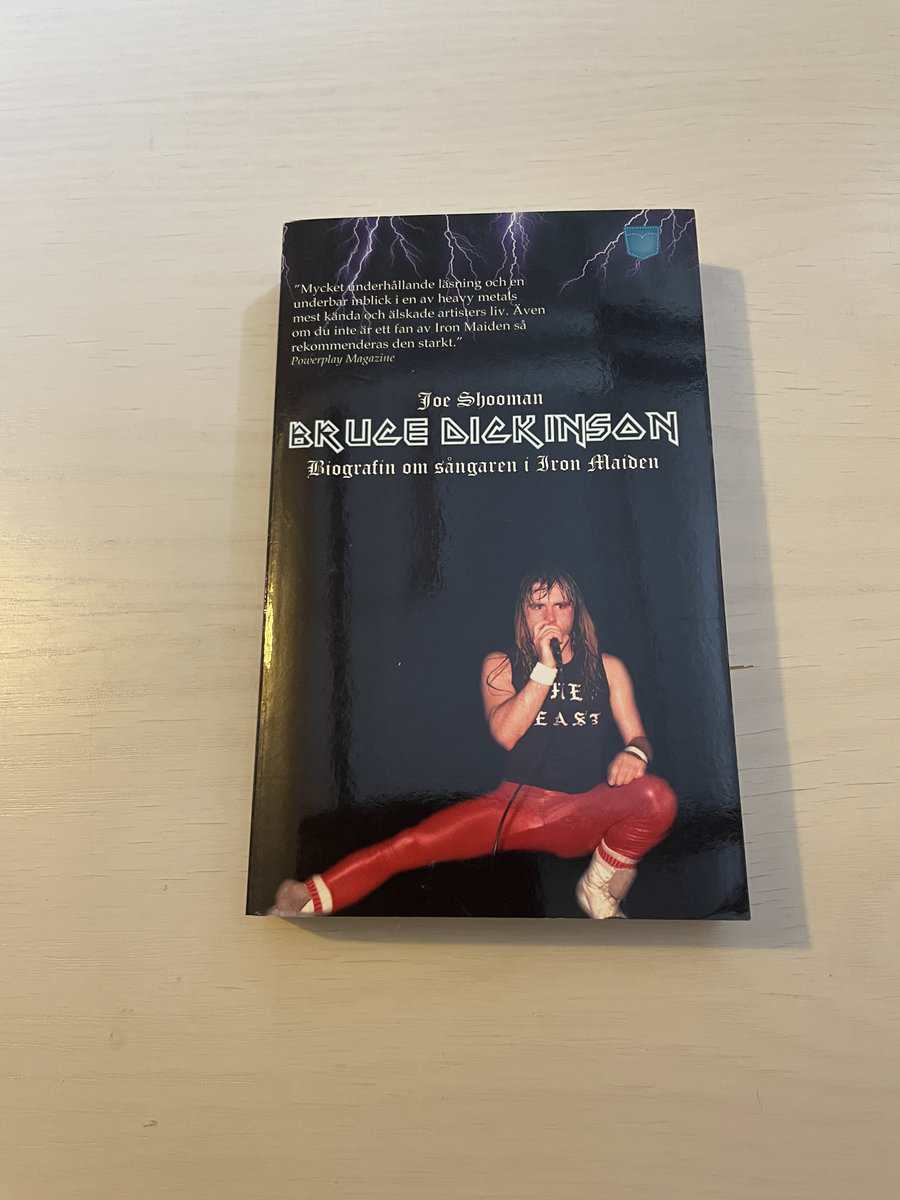 ”Mycket underhållande läsning och en
underbar inblick i en av heavy metals
mest kända och älskade artisters liv. Även
om du inte är ett fan av Iron Maiden så
rekommenderas den starkt.”
Powerplay Magazine
Joe Shooman
BRUCE DICKINSON
Biografin om sångaren i Iron Maiden
HE
EAST